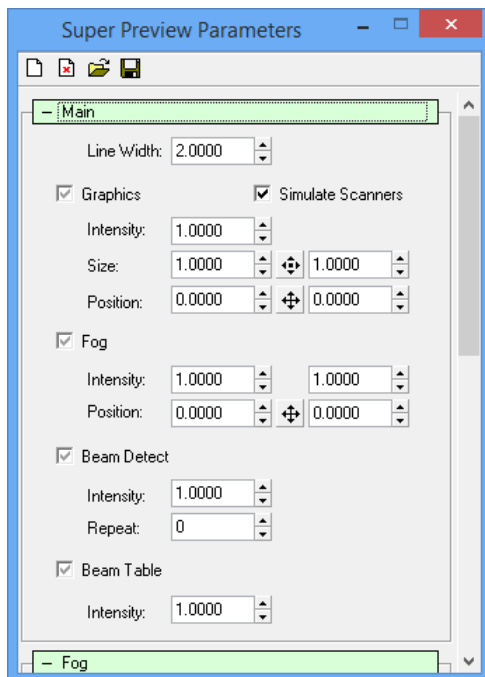 Super Preview Parameters
Main
Line Width: 2.0000
Graphics Simulate Scanners
Intensity: 1.0000
Size: 1.0000 1.0000
Position: 0.0000 0.0000
Fog
Intensity: 1.0000 1.0000
Position: 0.0000 0.0000
Beam Detect
Intensity: 1.0000
Repeat: 0
Beam Table
Intensity: 1.0000
Fog